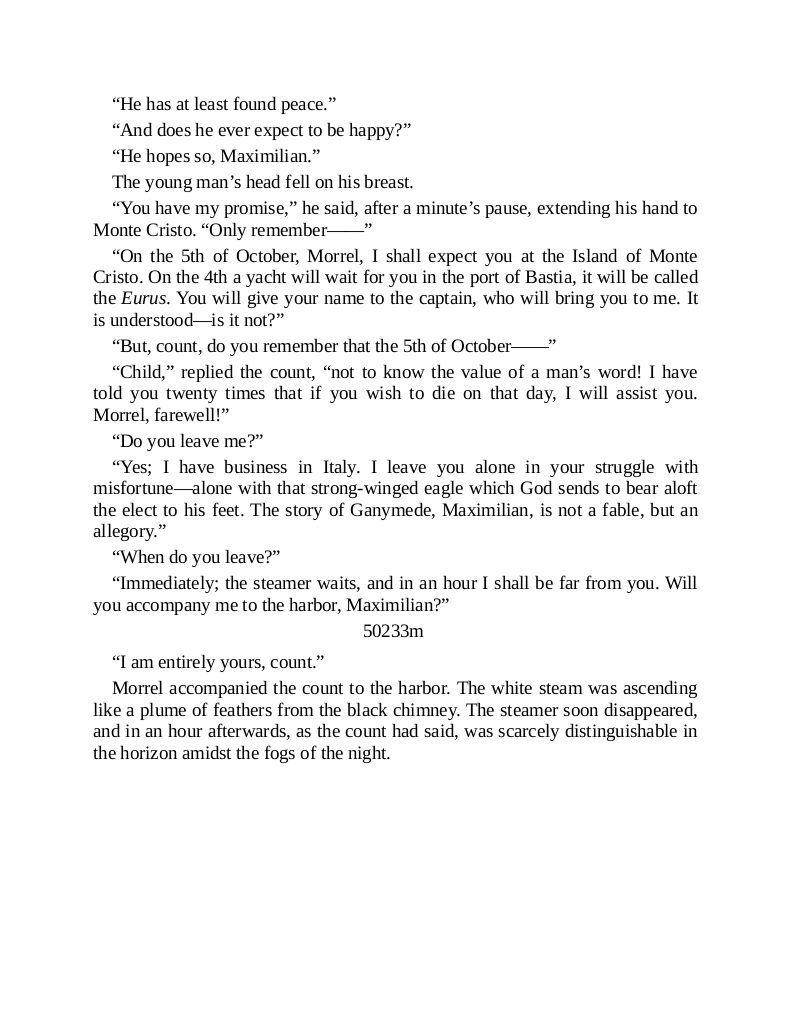 “He has at least found peace.”
“And does he ever expect to be happy?”
“He hopes so, Maximilian.”
The young man’s head fell on his breast.
“You have my promise,” he said, after a minute’s pause, extending his hand to
Monte Cristo. “Only remember——”
“On the 5th of October, Morrel, I shall expect you at the Island of Monte
Cristo. On the 4th a yacht will wait for you in the port of Bastia, it will be called
the Eurus. You will give your name to the captain, who will bring you to me. It
is understood—is it not?”
“But, count, do you remember that the 5th of October——”
“Child,” replied the count, “not to know the value of a man’s word! I have
told you twenty times that if you wish to die on that day, I will assist you.
Morrel, farewell!”
“Do you leave me?”
“Yes; I have business in Italy. I leave you alone in your struggle with
misfortune—alone with that strong-winged eagle which God sends to bear aloft
the elect to his feet. The story of Ganymede, Maximilian, is not a fable, but an
allegory.”
“When do you leave?”
“Immediately; the steamer waits, and in an hour I shall be far from you. Will
you accompany me to the harbor, Maximilian?”
50233m
“I am entirely yours, count.”
Morrel accompanied the count to the harbor. The white steam was ascending
like a plume of feathers from the black chimney. The steamer soon disappeared,
and in an hour afterwards, as the count had said, was scarcely distinguishable in
the horizon amidst the fogs of the night.